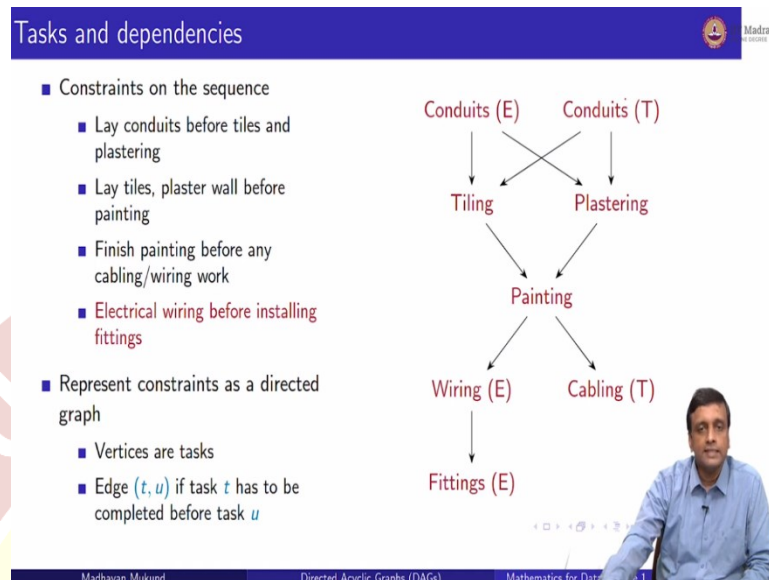 Tasks and dependencies
Madra
NE DEGREE
■ Constraints on the sequence
■ Lay conduits before tiles and
plastering
■ Lay tiles, plaster wall before
painting
■ Finish painting before any
cabling/wiring work
■ Electrical wiring before installing
fittings
■ Represent constraints as a directed
graph
■ Vertices are tasks
■ Edge (t, u) if task t has to be
completed before task u
Conduits (E) Conduits (T)
Tiling Plastering
Painting
Wiring (E) Cabling (T)
Fittings (E)
Madhavan Mukund Directed Acyclic Graphs (DAGs) Mathematics for Data